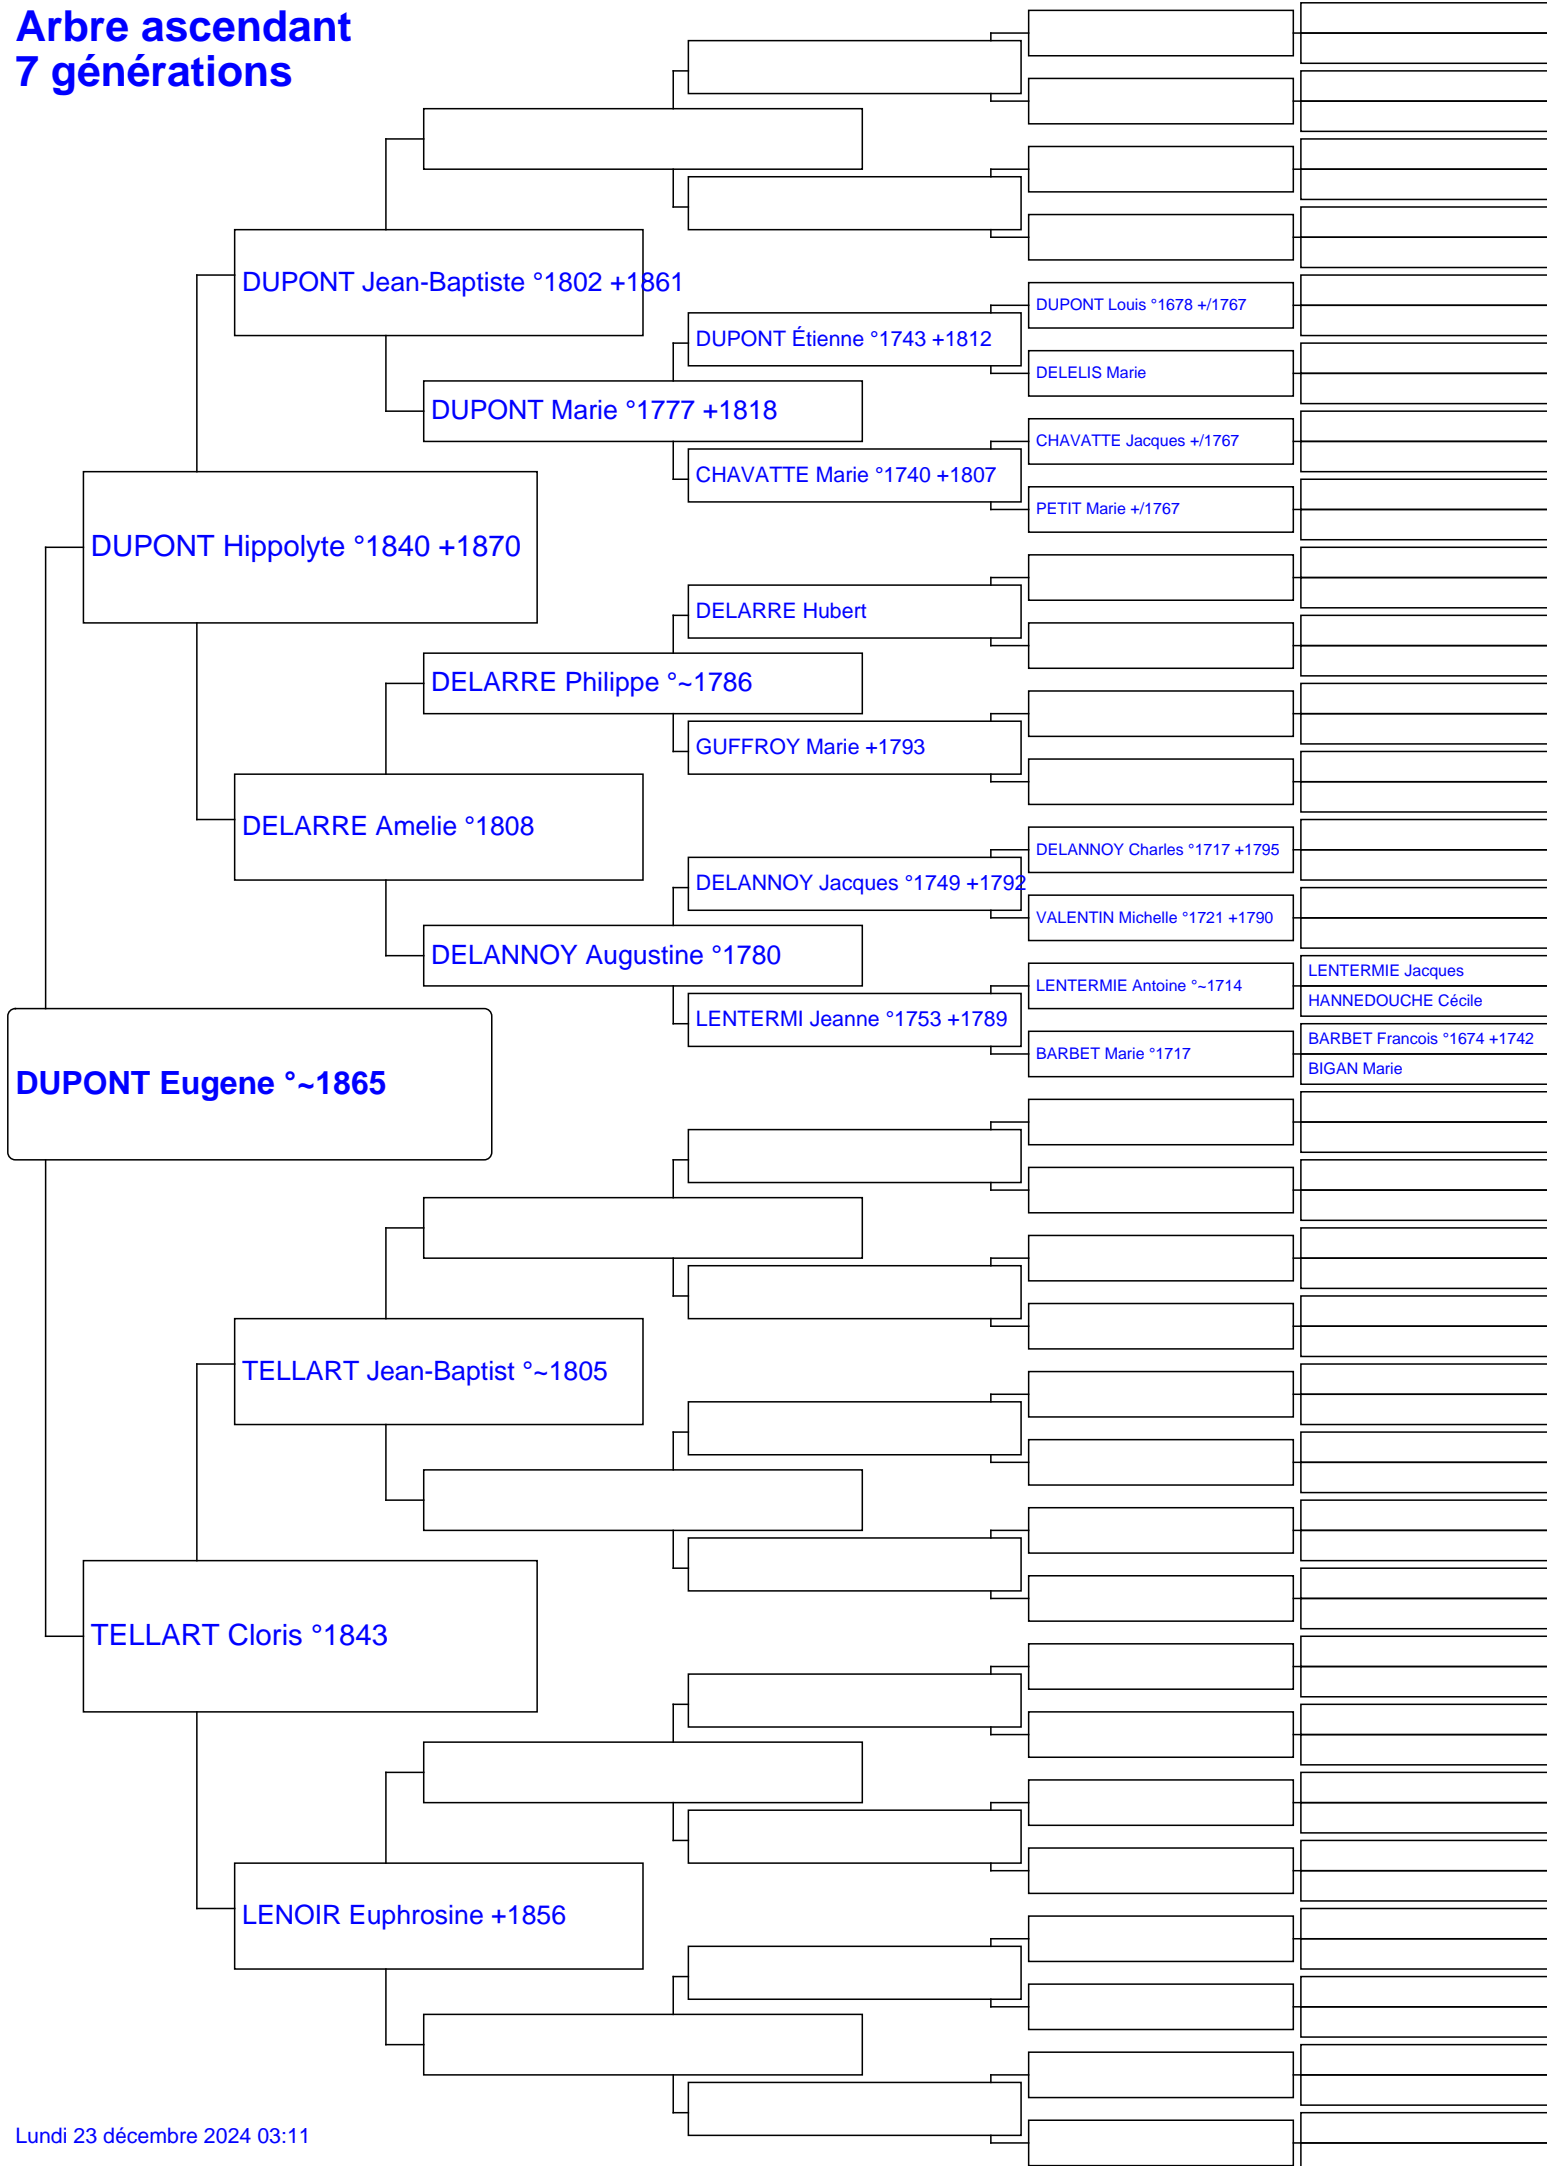 Arbre ascendant
7 générations
DUPONT Jean-Baptiste °1802 +1861
DUPONT Louis °1678 +/1767
DUPONT Étienne °1743 +1812
DELELIS Marie
DUPONT Marie °1777 +1818
CHAVATTE Jacques +/1767
CHAVATTE Marie °1740 +1807
PETIT Marie +/1767
DUPONT Hippolyte °1840 +1870
DELARRE Hubert
DELARRE Philippe °~1786
GUFFROY Marie +1793
DELARRE Amelie °1808
DELANNOY Charles °1717 +1795
DELANNOY Jacques °1749 +1792
VALENTIN Michelle °1721 +1790
DELANNOY Augustine °1780
LENTERMIE Jacques
LENTERMIE Antoine °~1714
HANNEDOUCHE Cécile
LENTERMI Jeanne °1753 +1789
BARBET Francois °1674 +1742
BARBET Marie °1717
BIGAN Marie
DUPONT Eugene °~1865
TELLART Jean-Baptist °~1805
TELLART Cloris °1843
LENOIR Euphrosine +1856
Lundi 23 décembre 2024 03:11